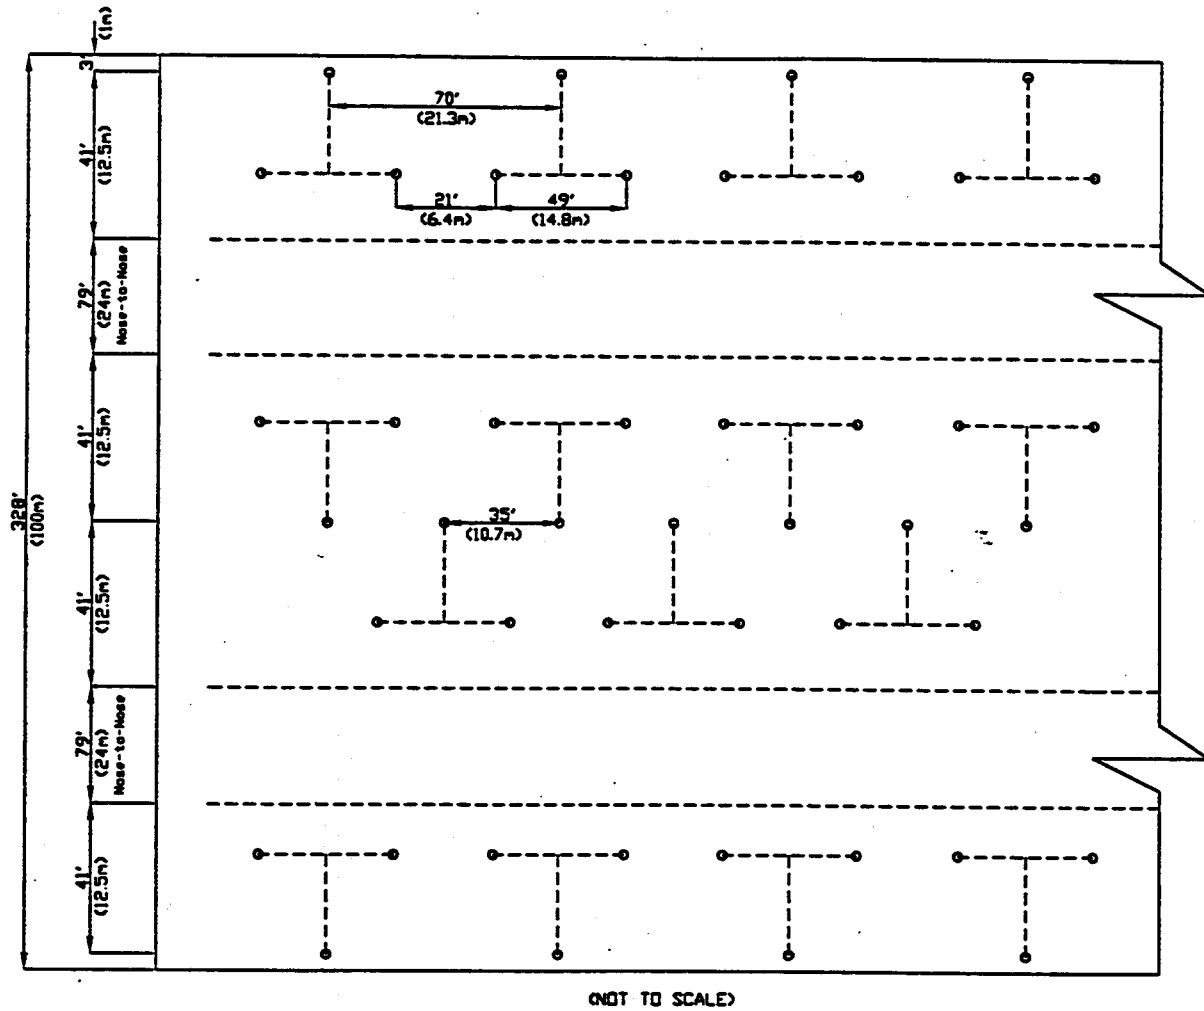 (1m)
3'
70'
(21.3m)
41'
(12.5m)
21'
(6.4m)
49'
(14.8m)
79'
(24m)
Nose-to-Nose
41'
(12.5m)
328'
(100m)
35'
(10.7m)
41'
(12.5m)
79'
(24m)
Nose-to-Nose
41'
(12.5m)
(NOT TO SCALE)